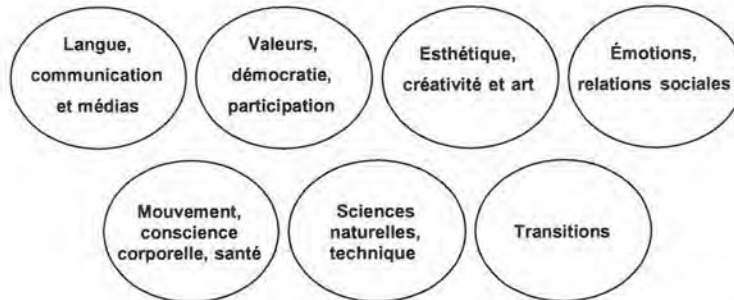 Langue,
communication
et médias
Valeurs,
démocratie,
participation
Esthétique,
créativité et art
Émotions,
relations sociales
Mouvement,
conscience
corporelle, santé
Sciences
naturelles,
technique
Transitions